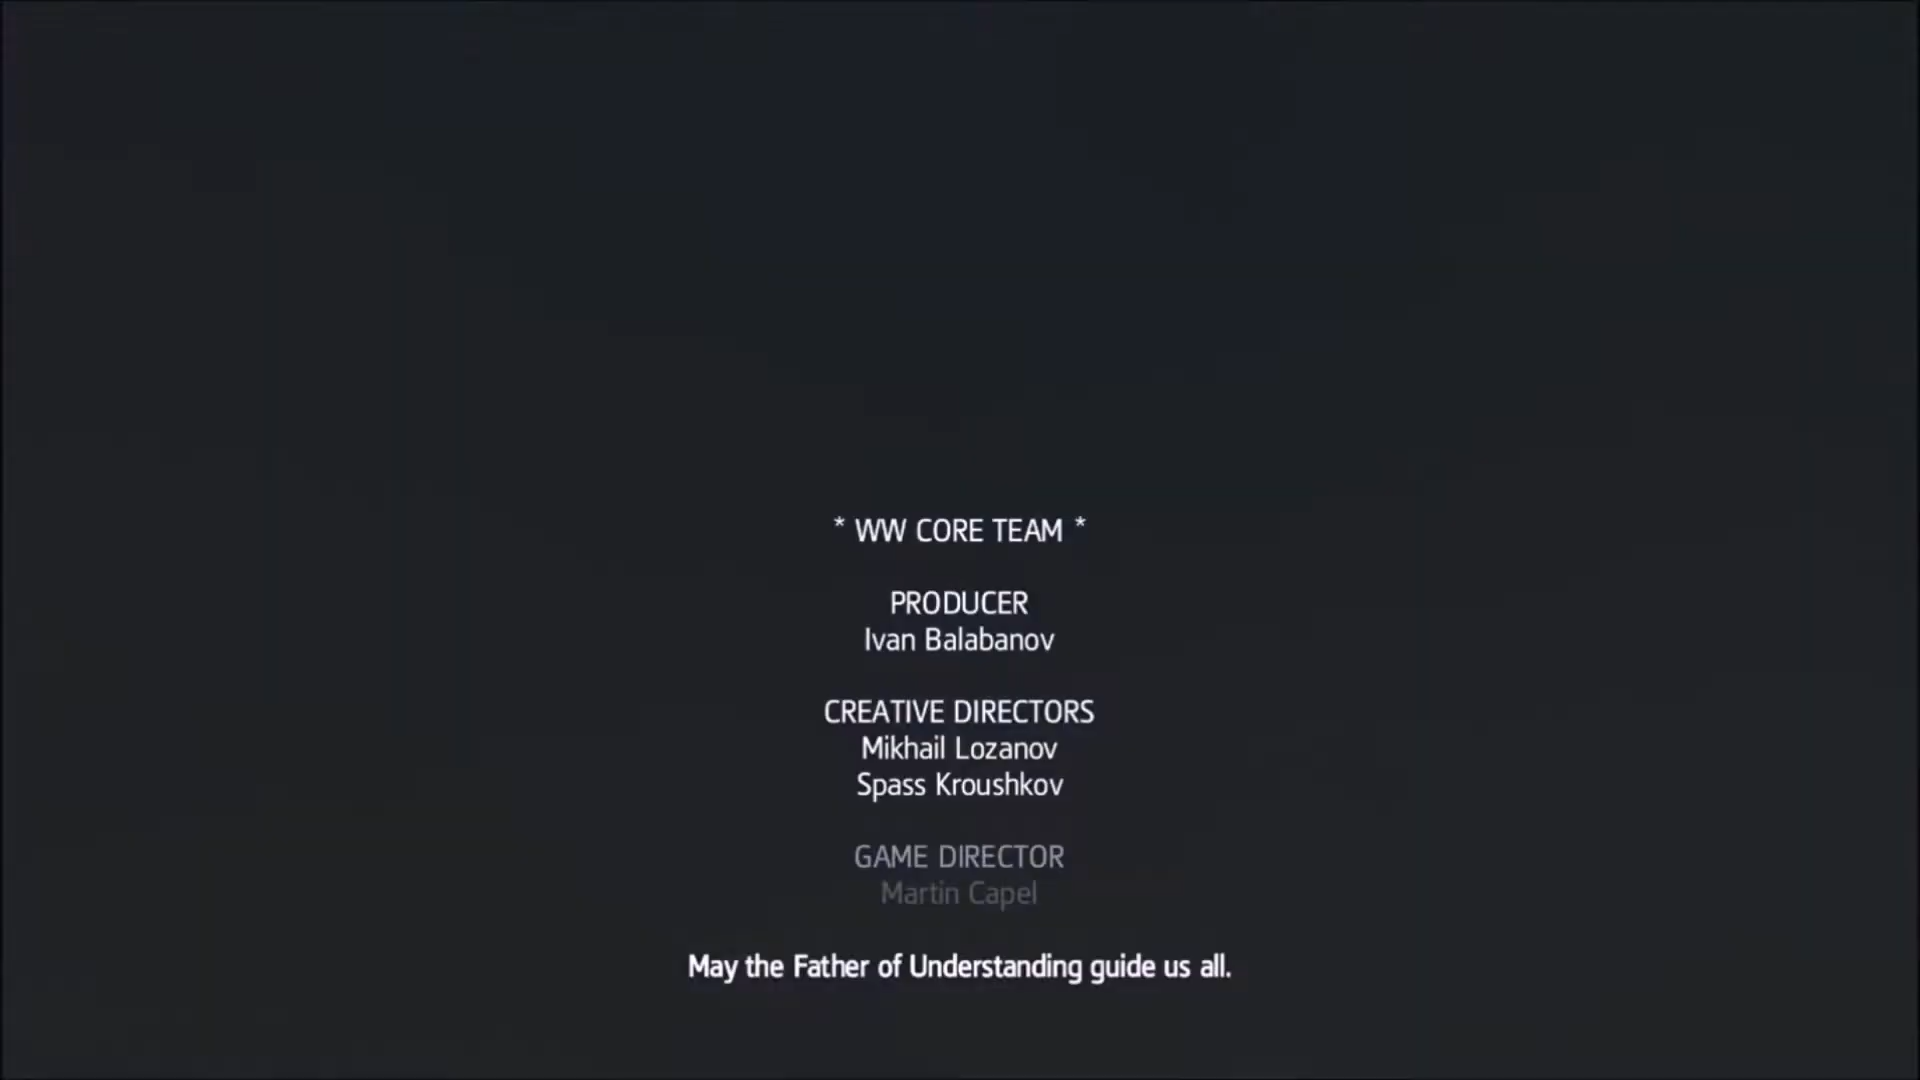 * WW CORE TEAM *
PRODUCER
Ivan Balabanov
CREATIVE DIRECTORS
Mikhail Lozanov
Spass Kroushkov
GAME DIRECTOR
Martin Capel
May the Father of Understanding guide us all.